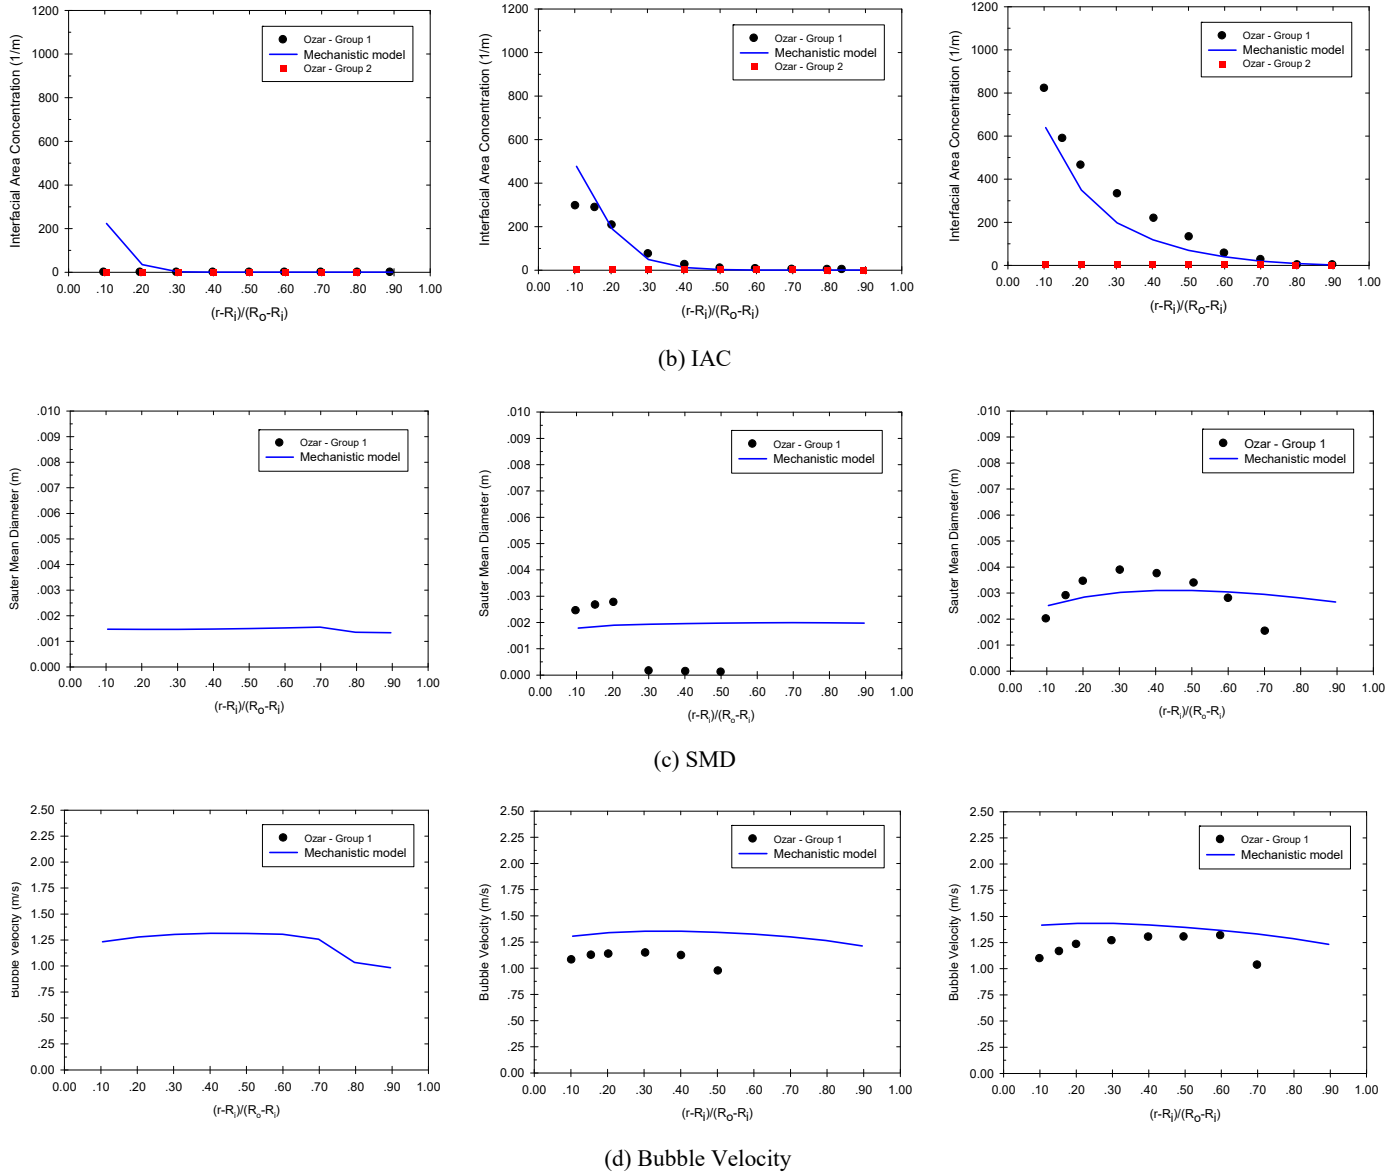 1200
1000
800
600
400
200
0
Interfacial Area Concentration (1/m)
Ozar - Group 1
Mechanistic model
Ozar - Group 2
0.00 .10 .20 .30 .40 .50 .60 .70 .80 .90 1.00
(r-Ri)/(Ro-Ri)
1200
1000
800
600
400
200
0
Interfacial Area Concentration (1/m)
Ozar - Group 1
Mechanistic model
Ozar - Group 2
0.00 .10 .20 .30 .40 .50 .60 .70 .80 .90 1.00
(r-Ri)/(Ro-Ri)
1200
1000
800
600
400
200
0
Interfacial Area Concentration (1/m)
Ozar - Group 1
Mechanistic model
Ozar - Group 2
0.00 .10 .20 .30 .40 .50 .60 .70 .80 .90 1.00
(r-Ri)/(Ro-Ri)
(b) IAC
.010
.009
.008
.007
.006
.005
.004
.003
.002
.001
0.000
Sauter Mean Diameter (m)
Ozar - Group 1
Mechanistic model
0.00 .10 .20 .30 .40 .50 .60 .70 .80 .90 1.00
(r-Ri)/(Ro-Ri)
.010
.009
.008
.007
.006
.005
.004
.003
.002
.001
0.000
Sauter Mean Diameter (m)
Ozar - Group 1
Mechanistic model
0.00 .10 .20 .30 .40 .50 .60 .70 .80 .90 1.00
(r-Ri)/(Ro-Ri)
.010
.009
.008
.007
.006
.005
.004
.003
.002
.001
0.000
Sauter Mean Diameter (m)
Ozar - Group 1
Mechanistic model
0.00 .10 .20 .30 .40 .50 .60 .70 .80 .90 1.00
(r-Ri)/(Ro-Ri)
(c) SMD
2.50
2.25
2.00
1.75
1.50
1.25
1.00
.75
.50
.25
0.00
Bubble Velocity (m/s)
Ozar - Group 1
Mechanistic model
0.00 .10 .20 .30 .40 .50 .60 .70 .80 .90 1.00
(r-Ri)/(Ro-Ri)
2.50
2.25
2.00
1.75
1.50
1.25
1.00
.75
.50
.25
0.00
Bubble Velocity (m/s)
Ozar - Group 1
Mechanistic model
0.00 .10 .20 .30 .40 .50 .60 .70 .80 .90 1.00
(r-Ri)/(Ro-Ri)
2.50
2.25
2.00
1.75
1.50
1.25
1.00
.75
.50
.25
0.00
Bubble Velocity (m/s)
Ozar - Group 1
Mechanistic model
0.00 .10 .20 .30 .40 .50 .60 .70 .80 .90 1.00
(r-Ri)/(Ro-Ri)
(d) Bubble Velocity